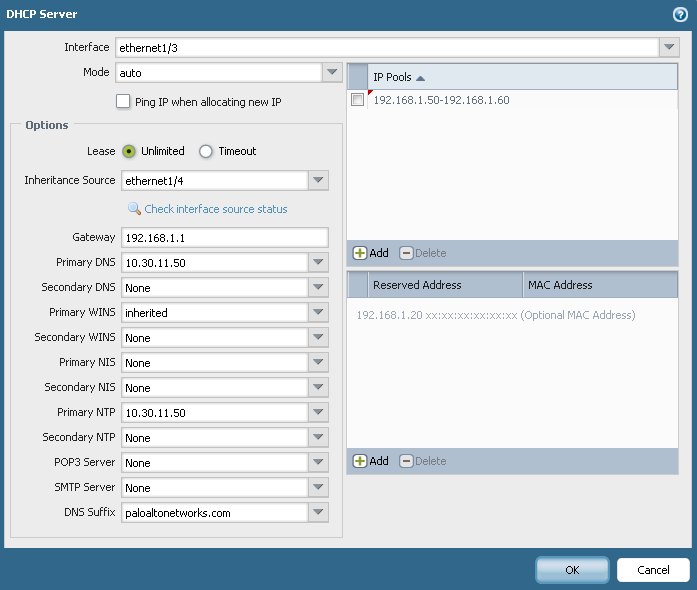 DHCP Server
Interface ethernet1/3
Mode auto
Ping IP when allocating new IP
Options
Lease Unlimited Timeout
Inheritance Source ethernet1/4
Check interface source status
Gateway 192.168.1.1
Primary DNS 10.30.11.50
Secondary DNS None
Primary WINS inherited
Secondary WINS None
Primary NIS None
Secondary NIS None
Primary NTP 10.30.11.50
Secondary NTP None
POP3 Server None
SMTP Server None
DNS Suffix paloaltonetworks.com
IP Pools
192.168.1.50-192.168.1.60
Add Delete
Reserved Address MAC Address
192.168.1.20 xx:xx:xx:xx:xx:xx (Optional MAC Address)
Add Delete
OK Cancel